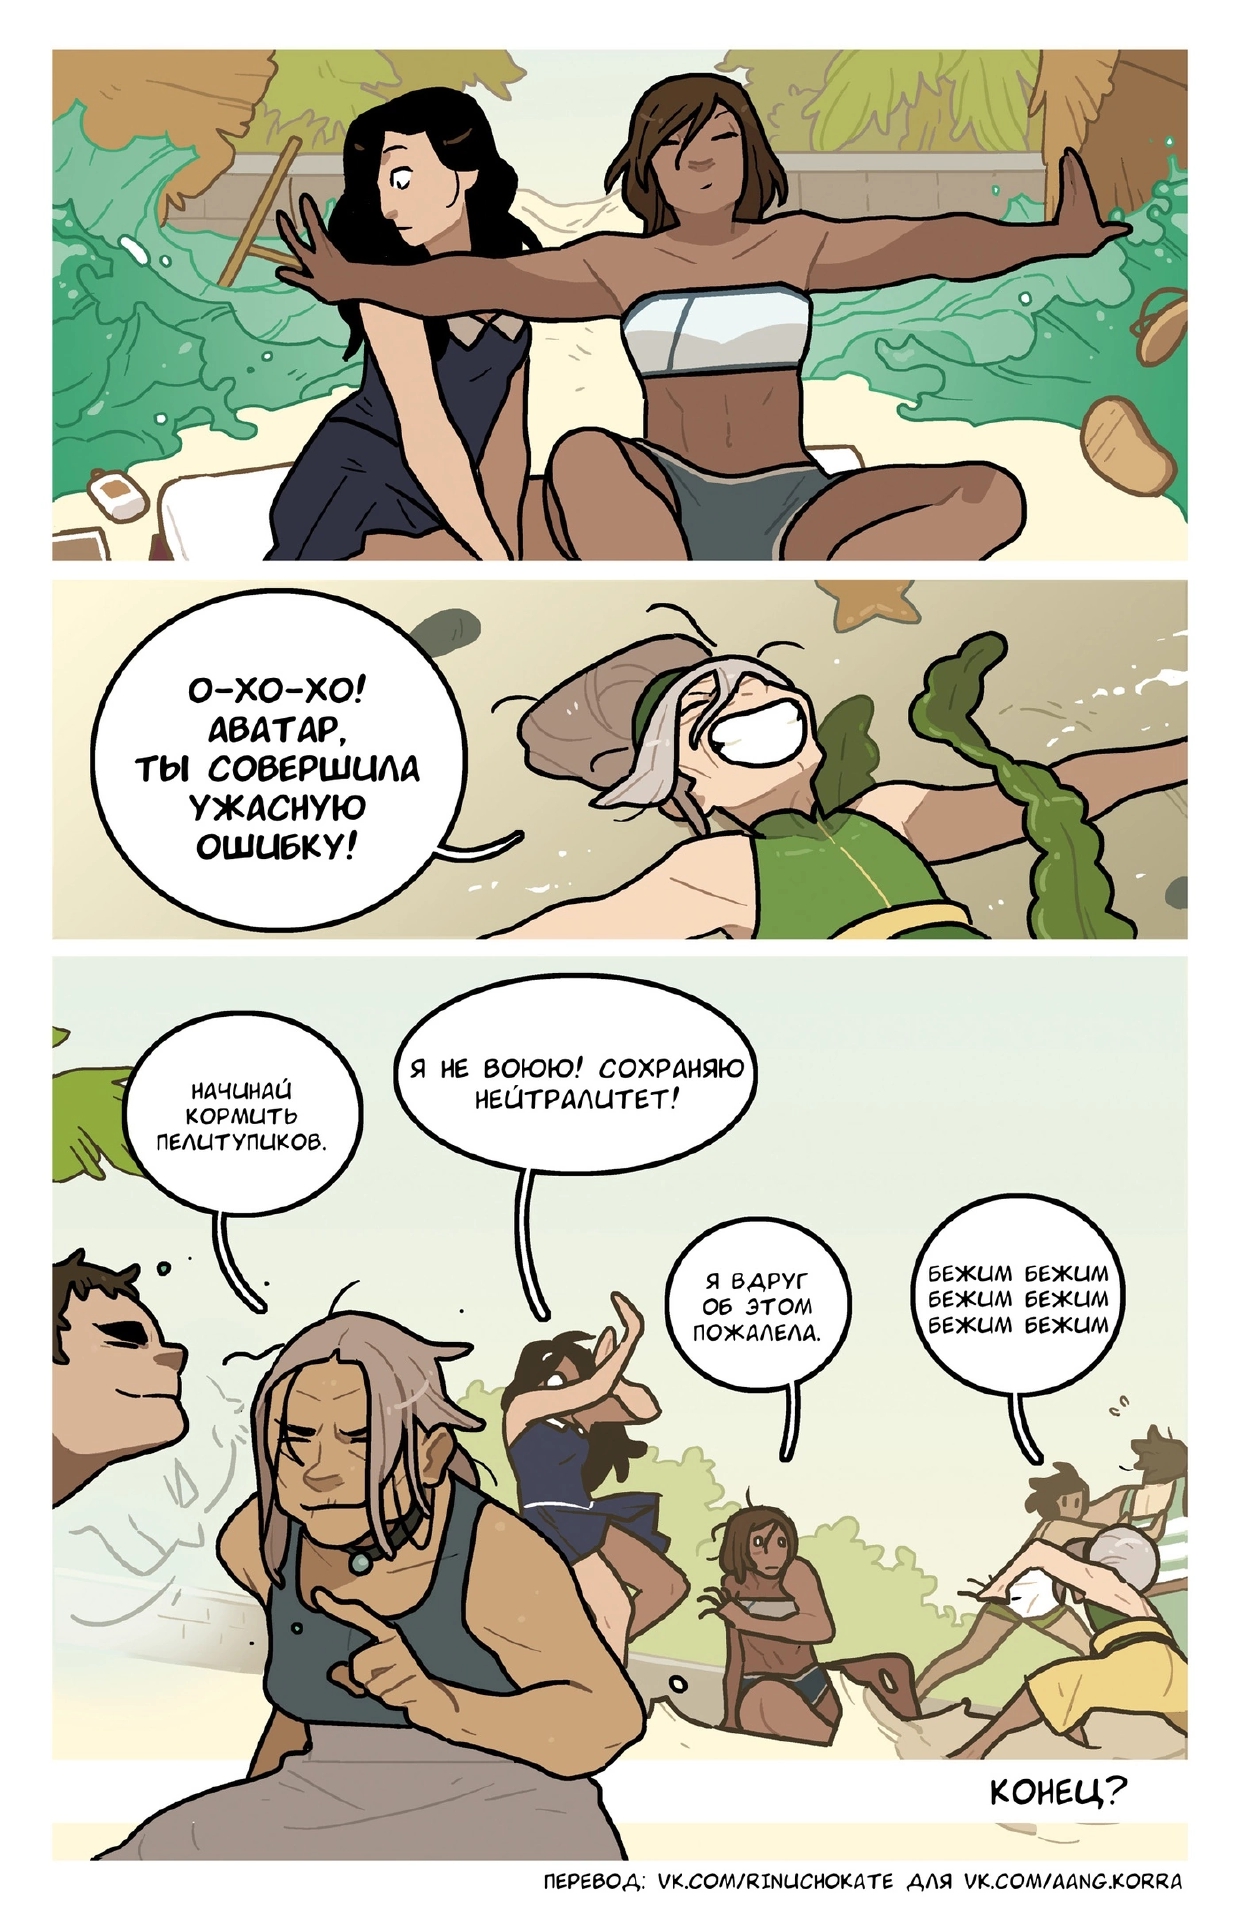 О-ХО-ХО!
АВАТАР,
ТЫ СОВЕРШИЛА
УЖАСНУЮ
ОШИБКУ!
НАЧИНАЙ
КОРМИТЬ
ПЕЛИТУПИКОВ.
Я НЕ ВОЮЮ! СОХРАНЯЮ
НЕЙТРАЛИТЕТ!
Я ВДРУГ
ОБ ЭТОМ
ПОЖАЛЕЛА.
БЕЖИМ БЕЖИМ
БЕЖИМ БЕЖИМ
БЕЖИМ БЕЖИМ
КОНЕЦ?
ПЕРЕВОД: VK.COM/RINUCHOKATE ДЛЯ VK.COM/AANG.KORRA